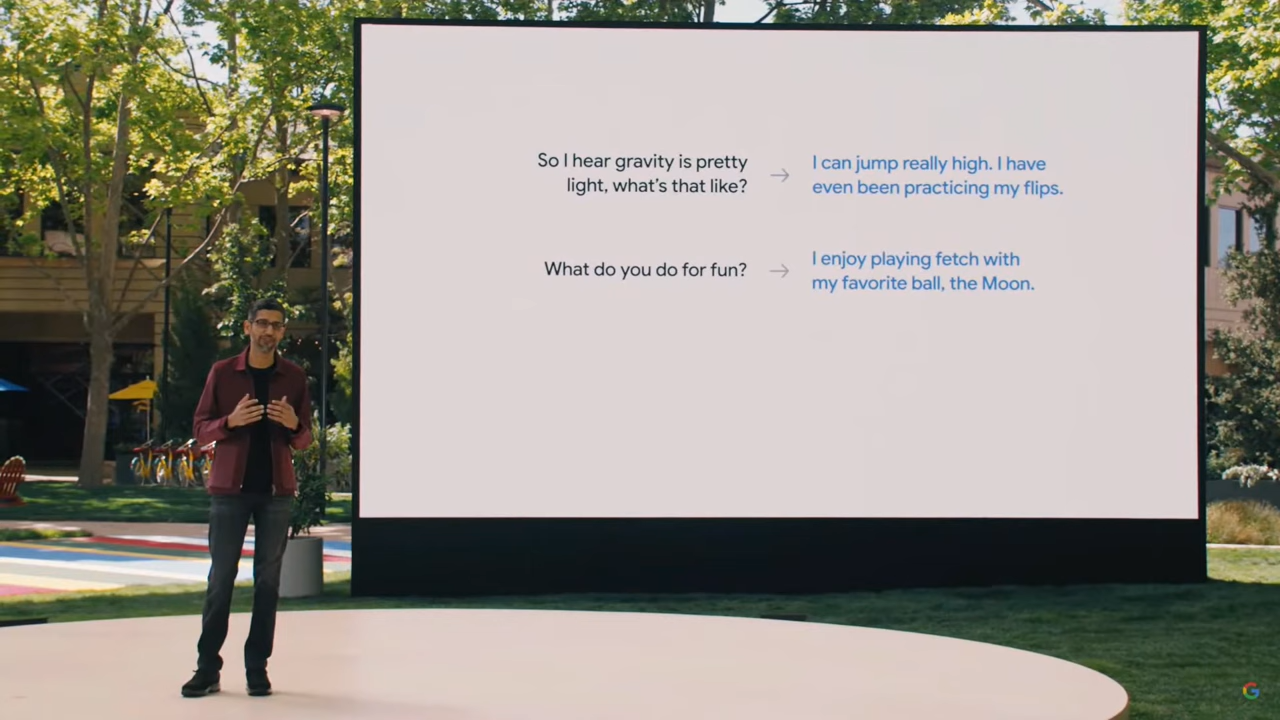 So I hear gravity is pretty
light, what's that like?
→
I can jump really high. I have
even been practicing my flips.
What do you do for fun?
→
I enjoy playing fetch with
my favorite ball, the Moon.